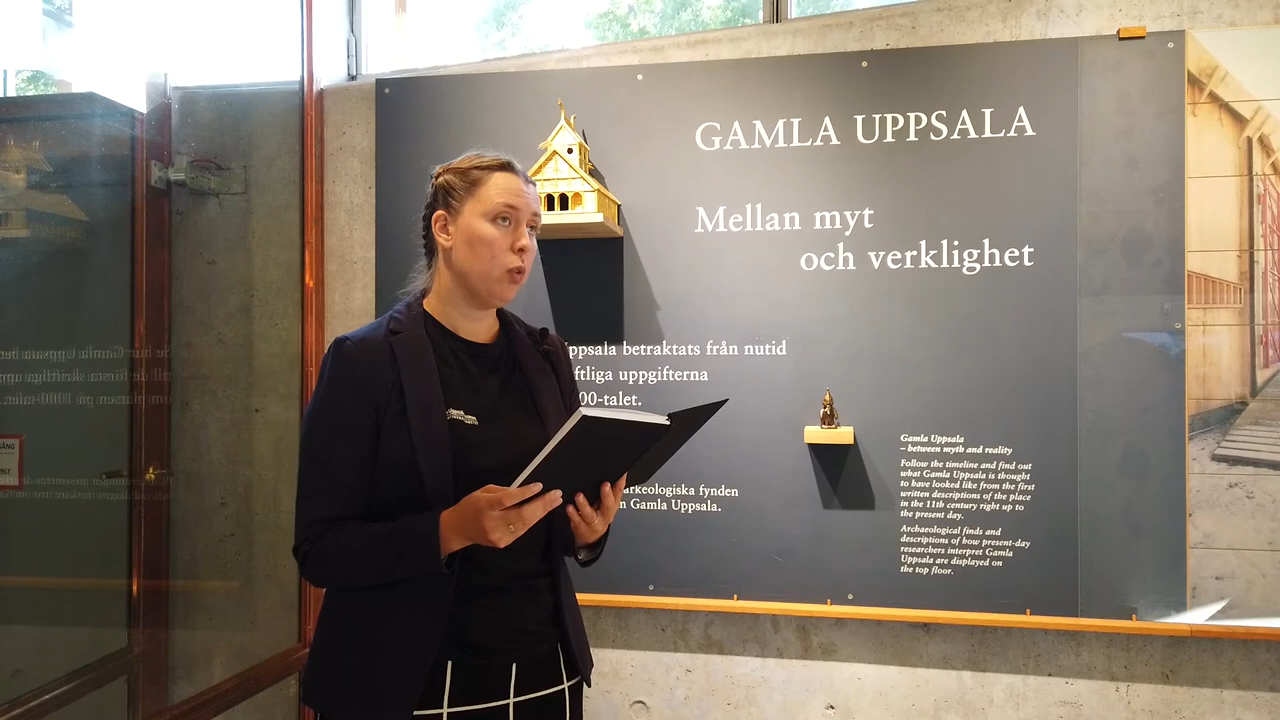 GAMLA UPPSALA
Mellan myt
och verklighet
ppsala betraktats från nutid
ftliga uppgifterna
00-talet.
arkeologiska fynden
n Gamla Uppsala.
Gamla Uppsala
– between myth and reality
Follow the timeline and find out
what Gamla Uppsala is thought
to have looked like from the first
written descriptions of the place
in the 11th century right up to
the present day.
Archaeological finds and
descriptions of how present-day
researchers interpret Gamla
Uppsala are displayed on
the top floor.